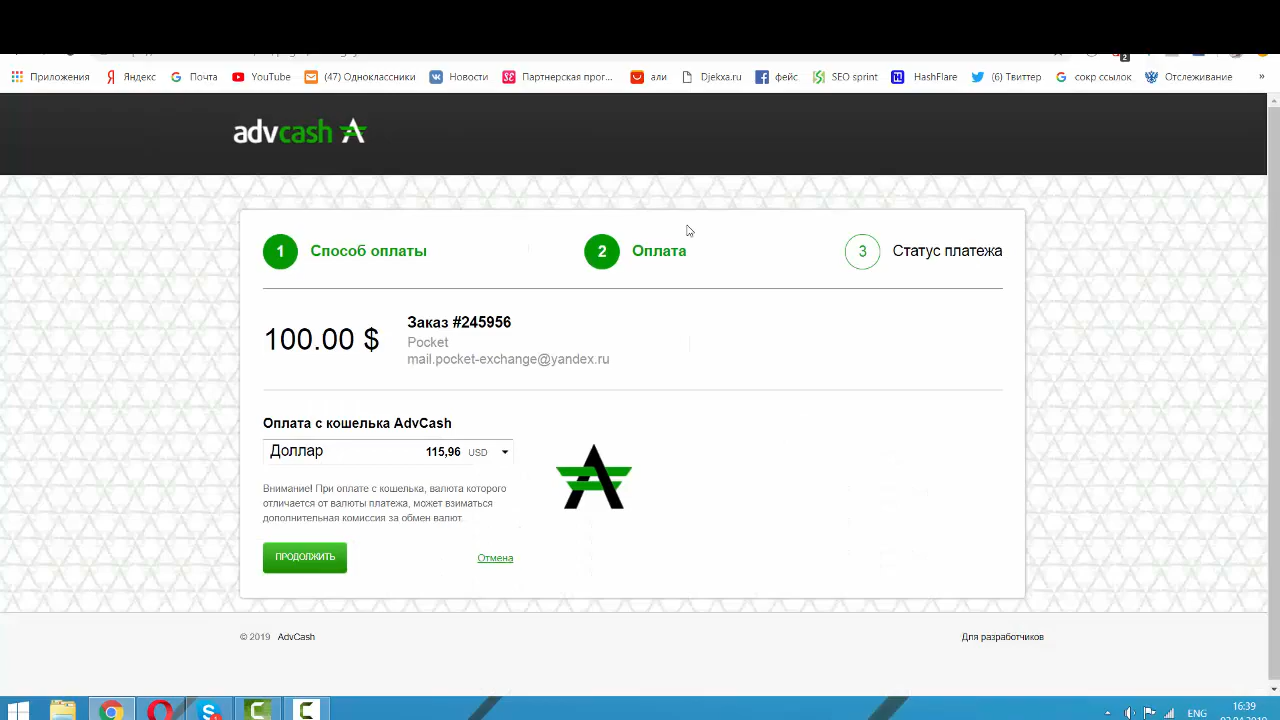 2
Приложения Яндекс Почта YouTube (47) Одноклассники Новости Партнерская прог... али Djenira.ru фейс SEO sprint HashFlare (6) Твиттер сокр ссылок Отслеживание »
advcash
1 Способ оплаты 2 Оплата 3 Статус платежа
100.00 $
Заказ #245956
Pocket
mail.pocket-exchange@yandex.ru
Оплата с кошелька AdvCash
Доллар 115,96 USD
Внимание! При оплате с кошелька, валюта которого
отличается от валюты платежа, может взиматься
дополнительная комиссия за обмен валют.
ПРОДОЛЖИТЬ Отмена
© 2019 AdvCash Для разработчиков
ENG 16:39